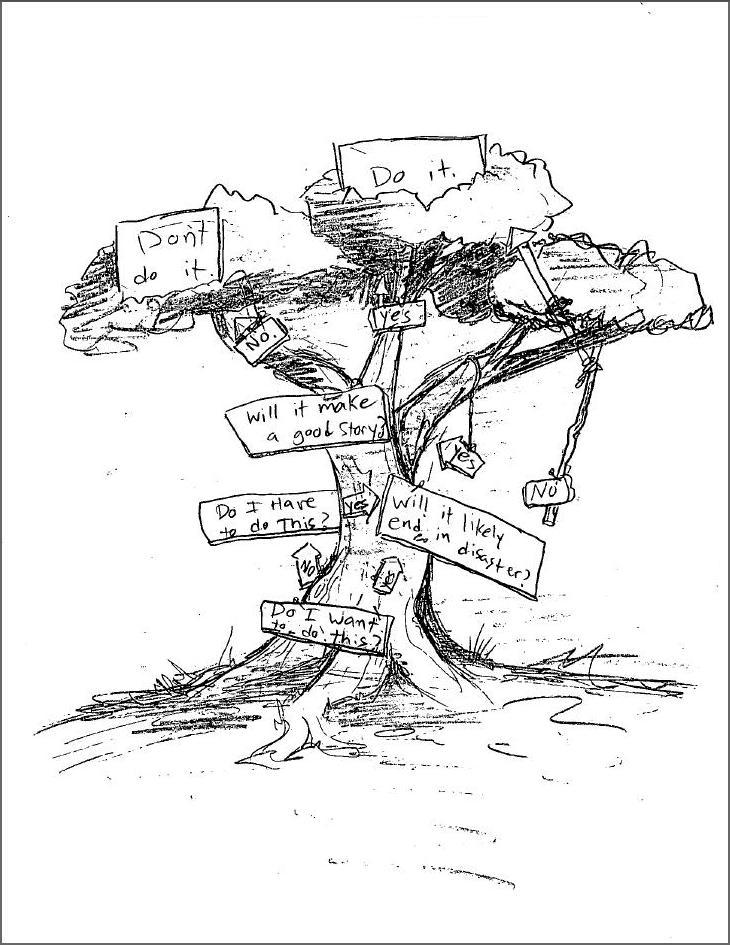 Do it.
Don't
do it.
yes
No.
Will it make
a good story?
yes
No
Do I Have
to do This?
yes
Will it likely
end in disaster?
No
Do I Want
to do this?